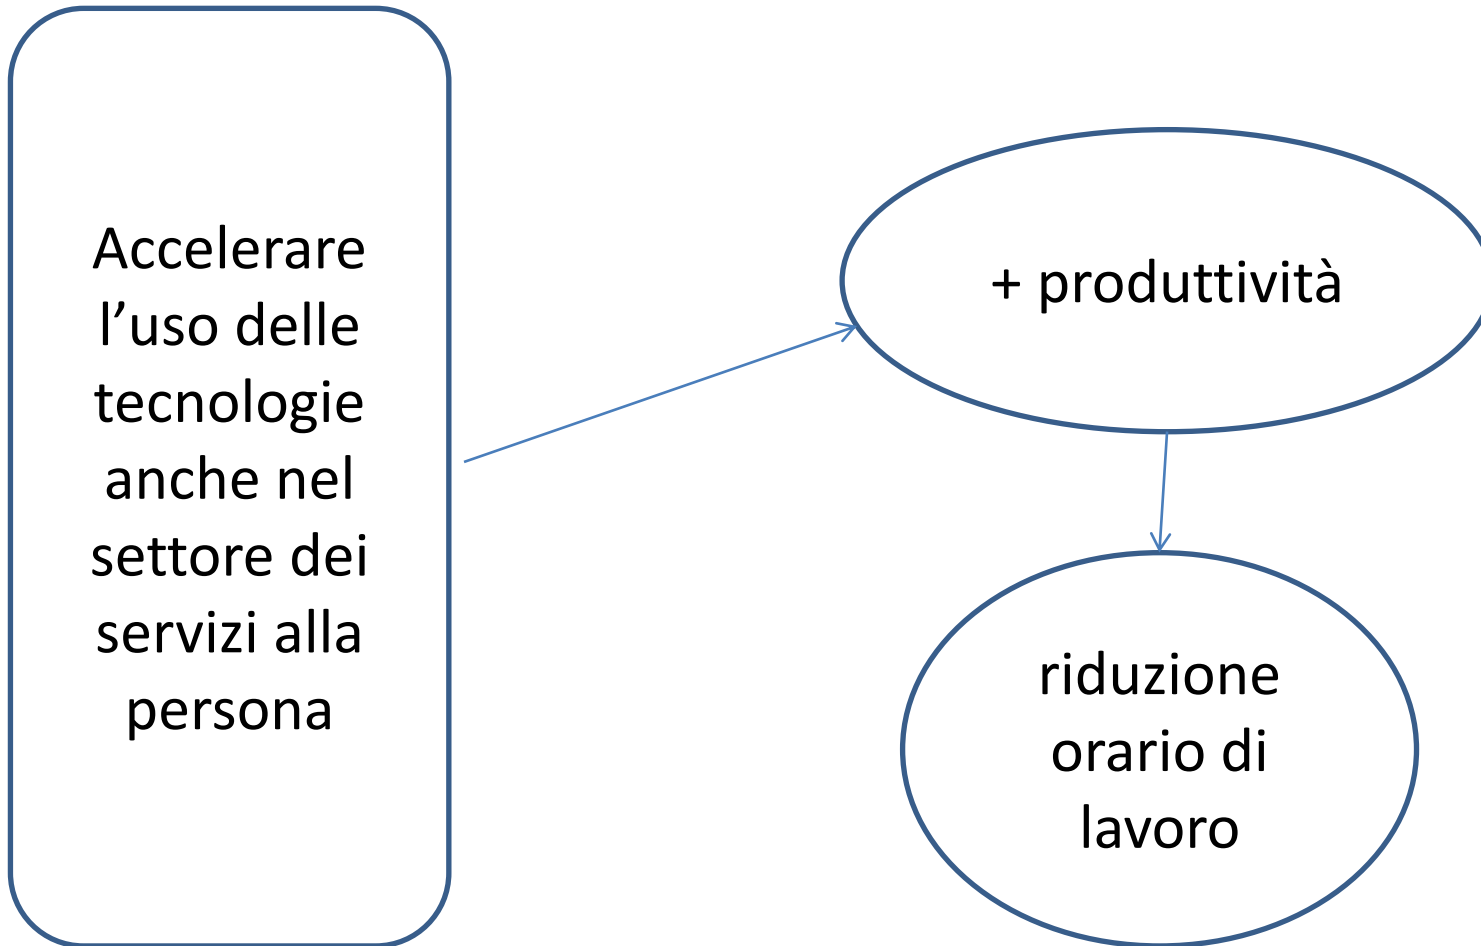 Accelerare
l’uso delle
tecnologie
anche nel
settore dei
servizi alla
persona
+ produttività
riduzione
orario di
lavoro